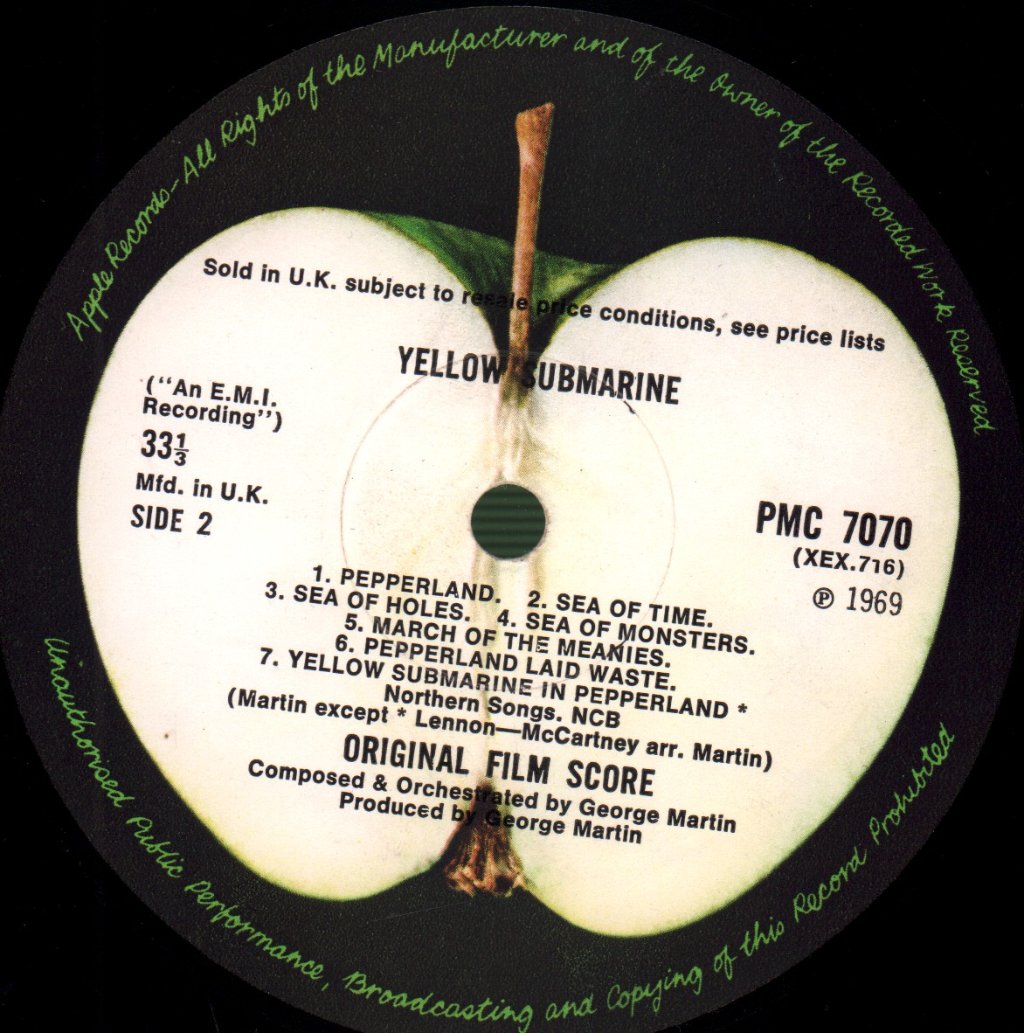 Apple Records-All Rights of the Manufacturer and of the Owner of the Recorded Work Reserved
Sold in U.K. subject to resale price conditions, see price lists
YELLOW SUBMARINE
("An E.M.I.
Recording")
33⅓
Mfd. in U.K.
SIDE 2
PMC 7070
(XEX.716)
℗ 1969
1. PEPPERLAND. 2. SEA OF TIME.
3. SEA OF HOLES. 4. SEA OF MONSTERS.
5. MARCH OF THE MEANIES.
6. PEPPERLAND LAID WASTE.
7. YELLOW SUBMARINE IN PEPPERLAND *
Northern Songs. NCB
(Martin except * Lennon—McCartney arr. Martin)
ORIGINAL FILM SCORE
Composed & Orchestrated by George Martin
Produced by George Martin
Unauthorised Public Performance, Broadcasting and Copying of this Record Prohibited